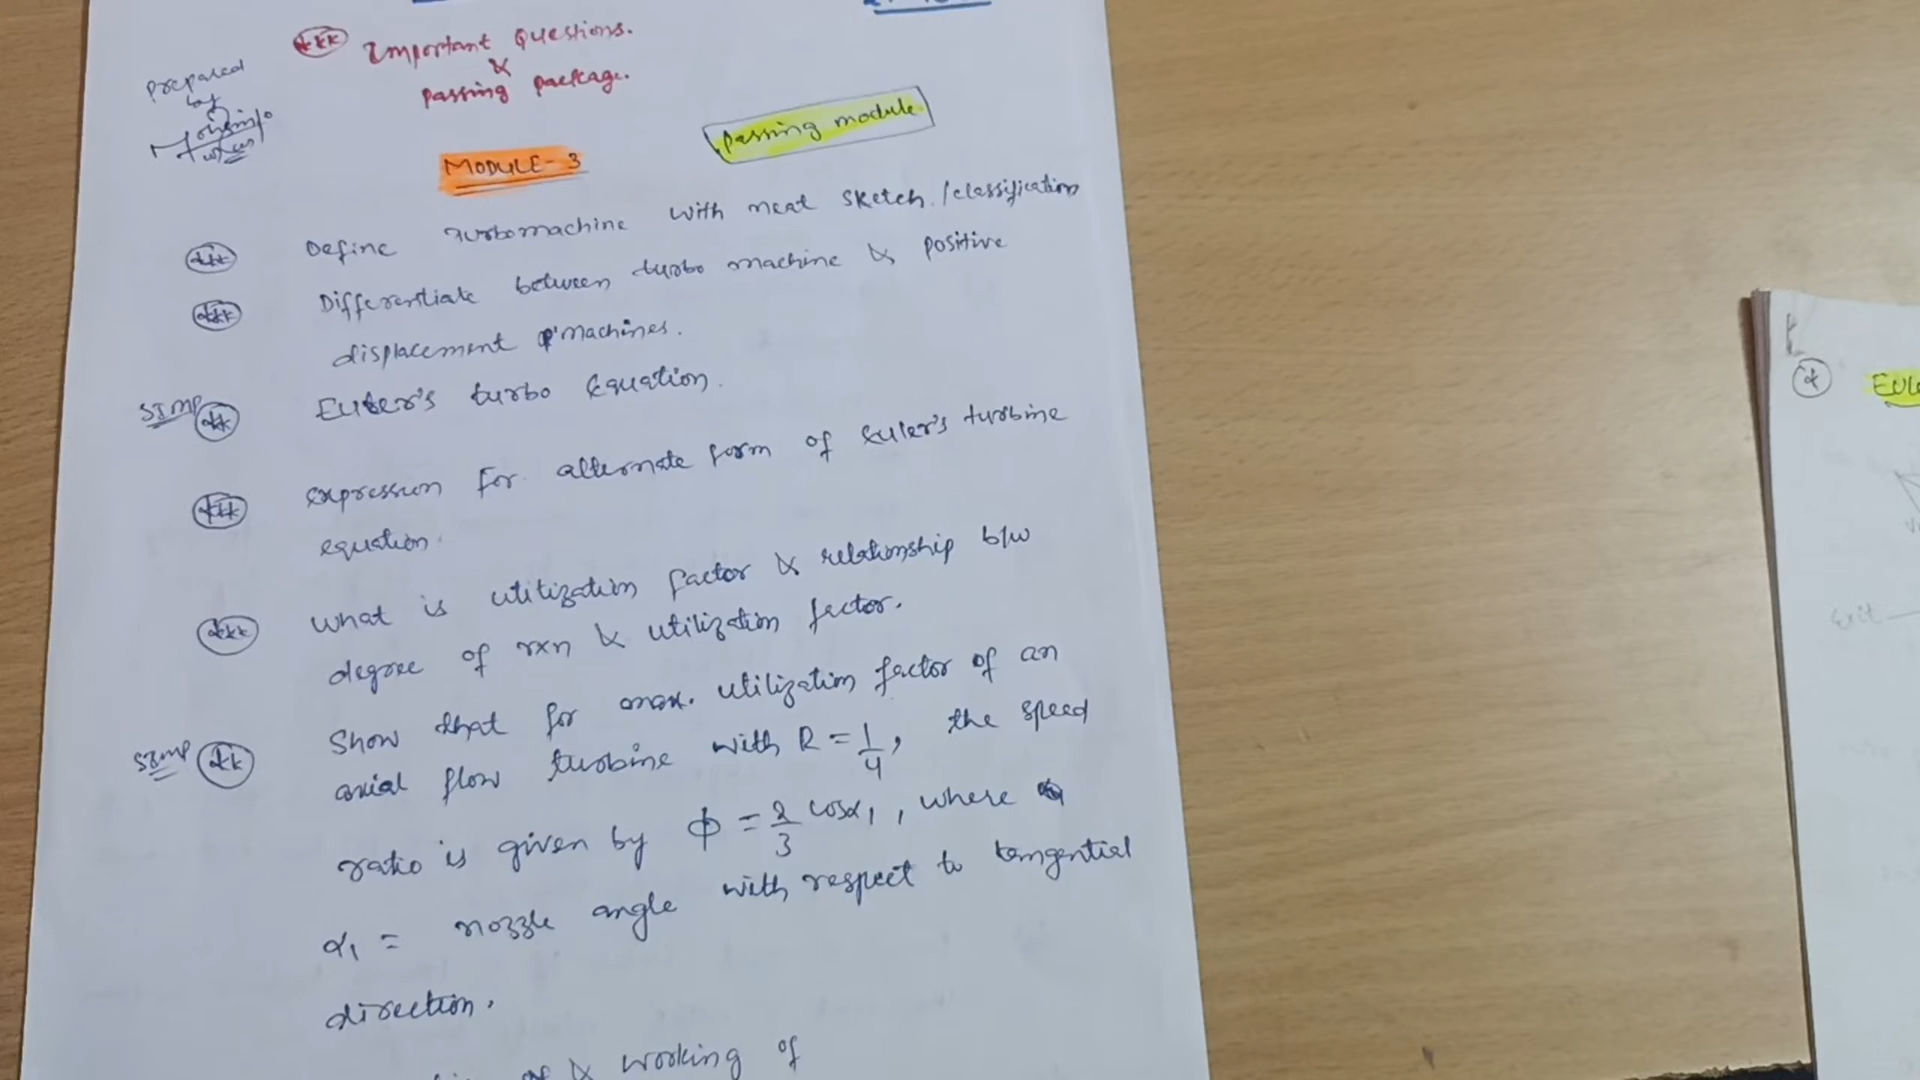 *** Important Questions.
&
passing package.
Prepared
by
passing module.
MODULE-3
*** Define turbomachine with neat sketch./classification
*** Differentiate between turbo machine & positive
displacement machines.
SIMP ** Euler's turbo Equation.
*** expression for alternate form of Euler's turbine
equation.
*** What is utilization factor & relationship b/w
degree of rxn & utilization factor.
SIMP ** Show that for max. utilization factor of an
axial flow turbine with R = 1/4, the speed
ratio is given by ϕ = 2/3 cosα1, where
α1 = nozzle angle with respect to tangential
direction.
& working of
*
Exit